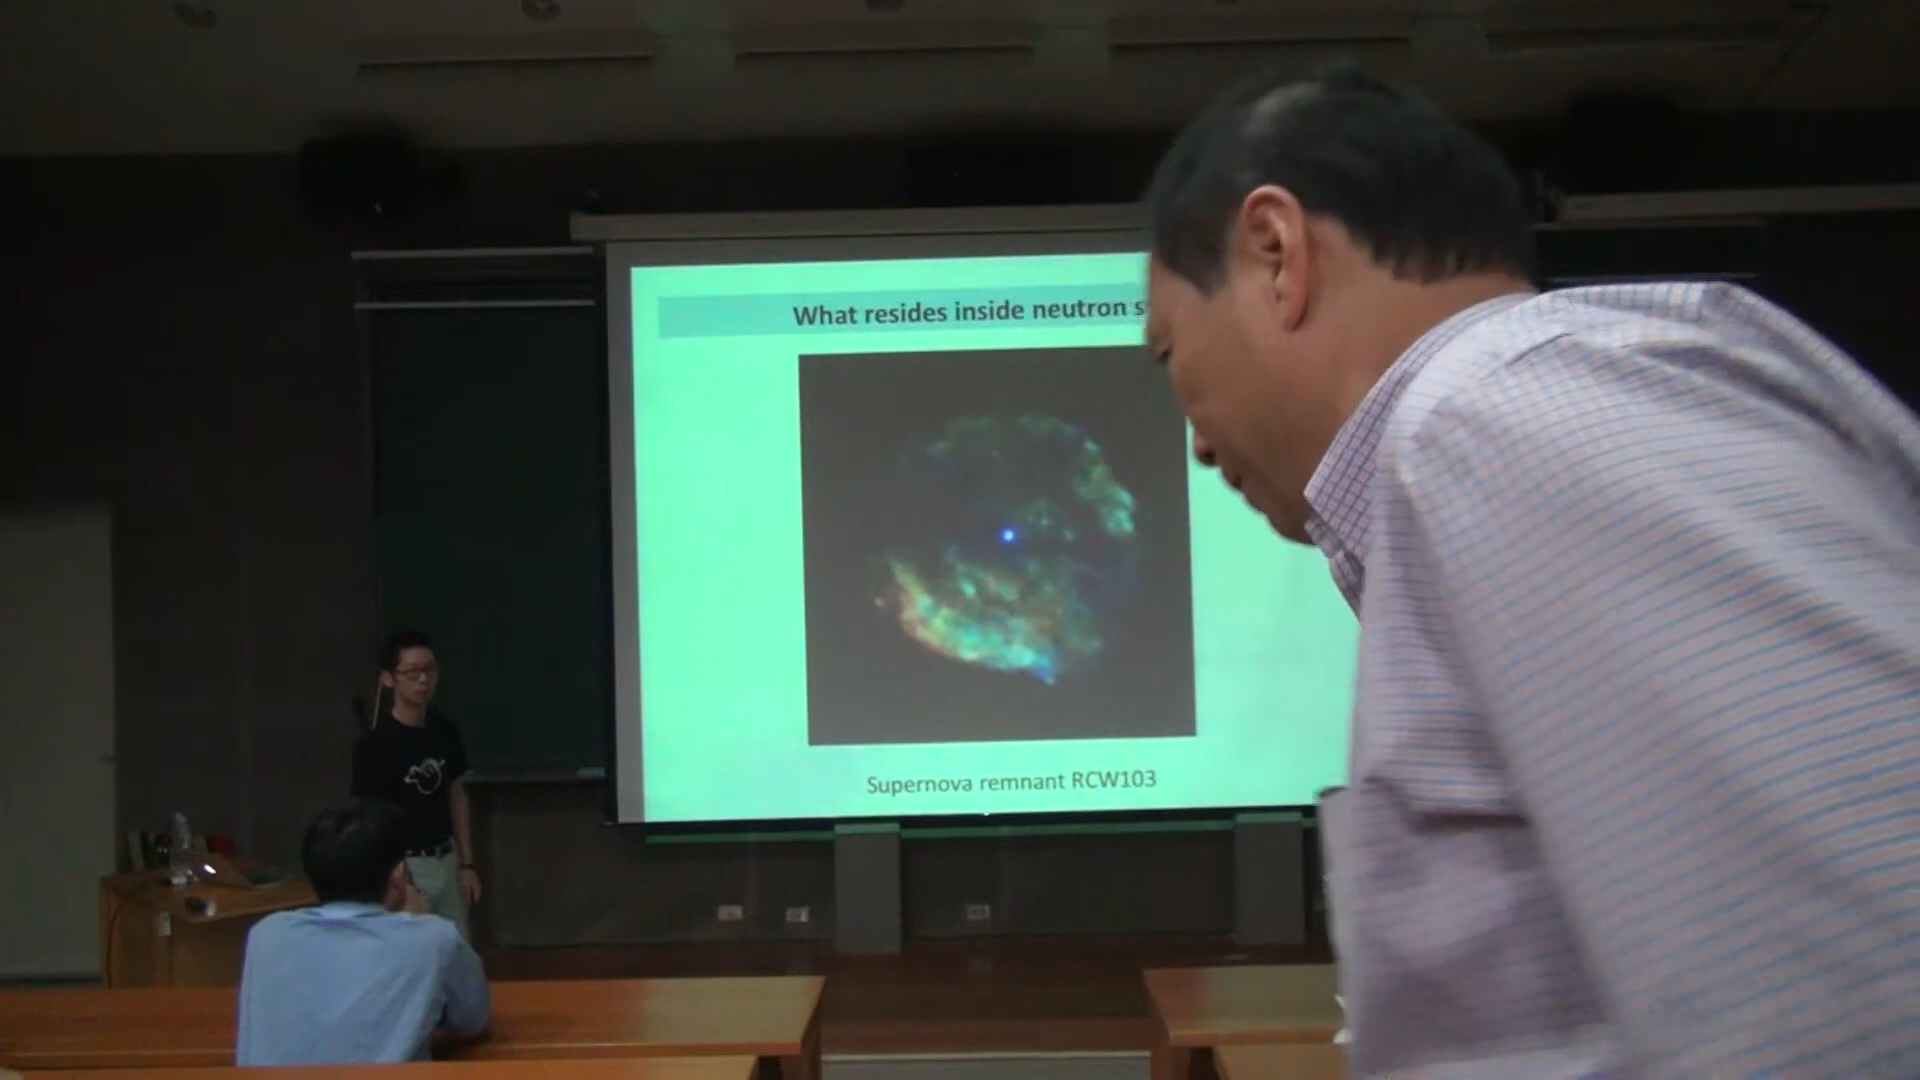 What resides inside neutron
Supernova remnant RCW103